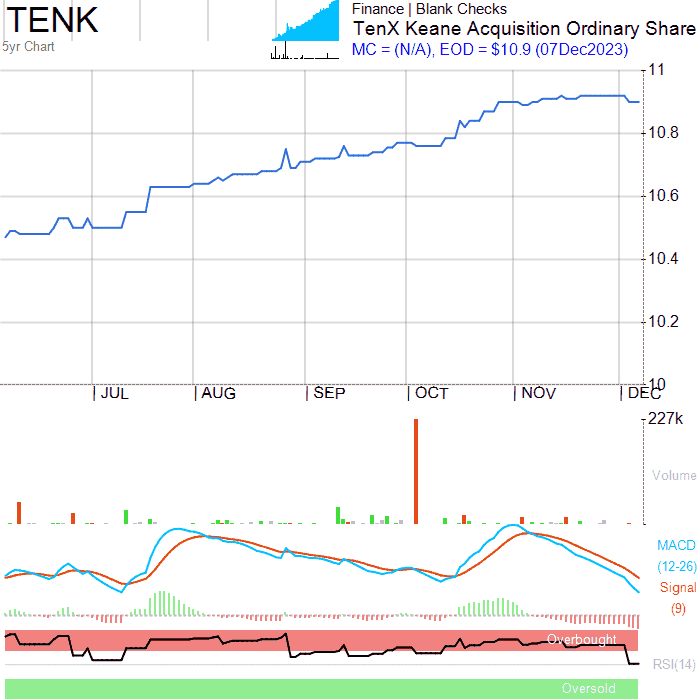 TENK
5yr Chart
Finance | Blank Checks
TenX Keane Acquisition Ordinary Share
MC = (N/A), EOD = $10.9 (07Dec2023)
11
10.8
10.6
10.4
10.2
10
| JUL | AUG | SEP | OCT | NOV | DEC
227k
Volume
MACD
(12-26)
Signal
(9)
Overbought
RSI(14)
Oversold